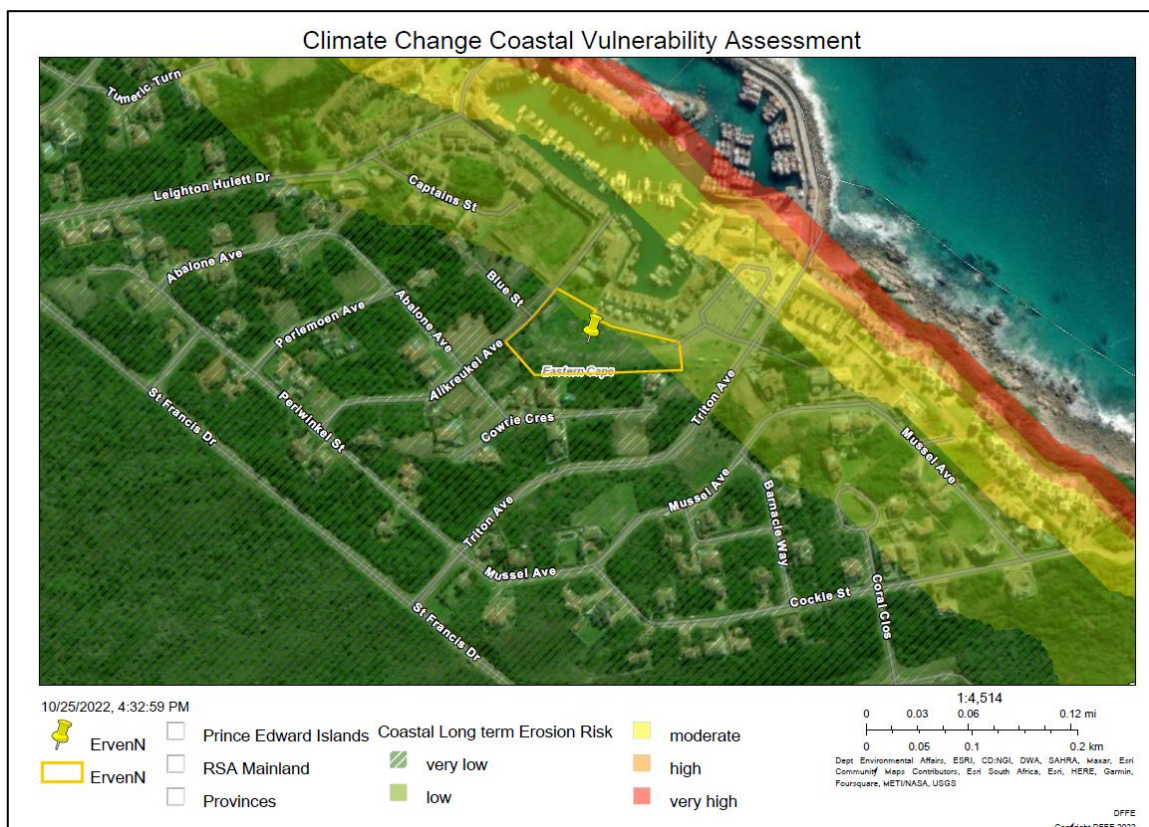 Climate Change Coastal Vulnerability Assessment
Tumeric Turn
Leighton Hulett Dr
Captains St
Abalone Ave
Blue St
Perlemoen Ave
Abalone Ave
Alikreukel Ave
Eastern Cape
St Francis Dr
Periwinkel St
Cowrie Cres
Triton Ave
Mussel Ave
Mussel Ave
Triton Ave
Barnacle Way
Mussel Ave
Cockle St
Coral Clos
St Francis Dr
10/25/2022, 4:32:59 PM
ErvenN
ErvenN
Prince Edward Islands
RSA Mainland
Provinces
Coastal Long term Erosion Risk
very low
low
moderate
high
very high
1:4,514
0 0.03 0.06 0.12 mi
0 0.05 0.1 0.2 km
Dept Environmental Affairs, ESRI, CD:NGI, DWA, SAHRA, Maxar, Esri
Community Maps Contributors, Esri South Africa, Esri, HERE, Garmin,
Foursquare, METI/NASA, USGS
DFFE
Copyright DFFE 2022